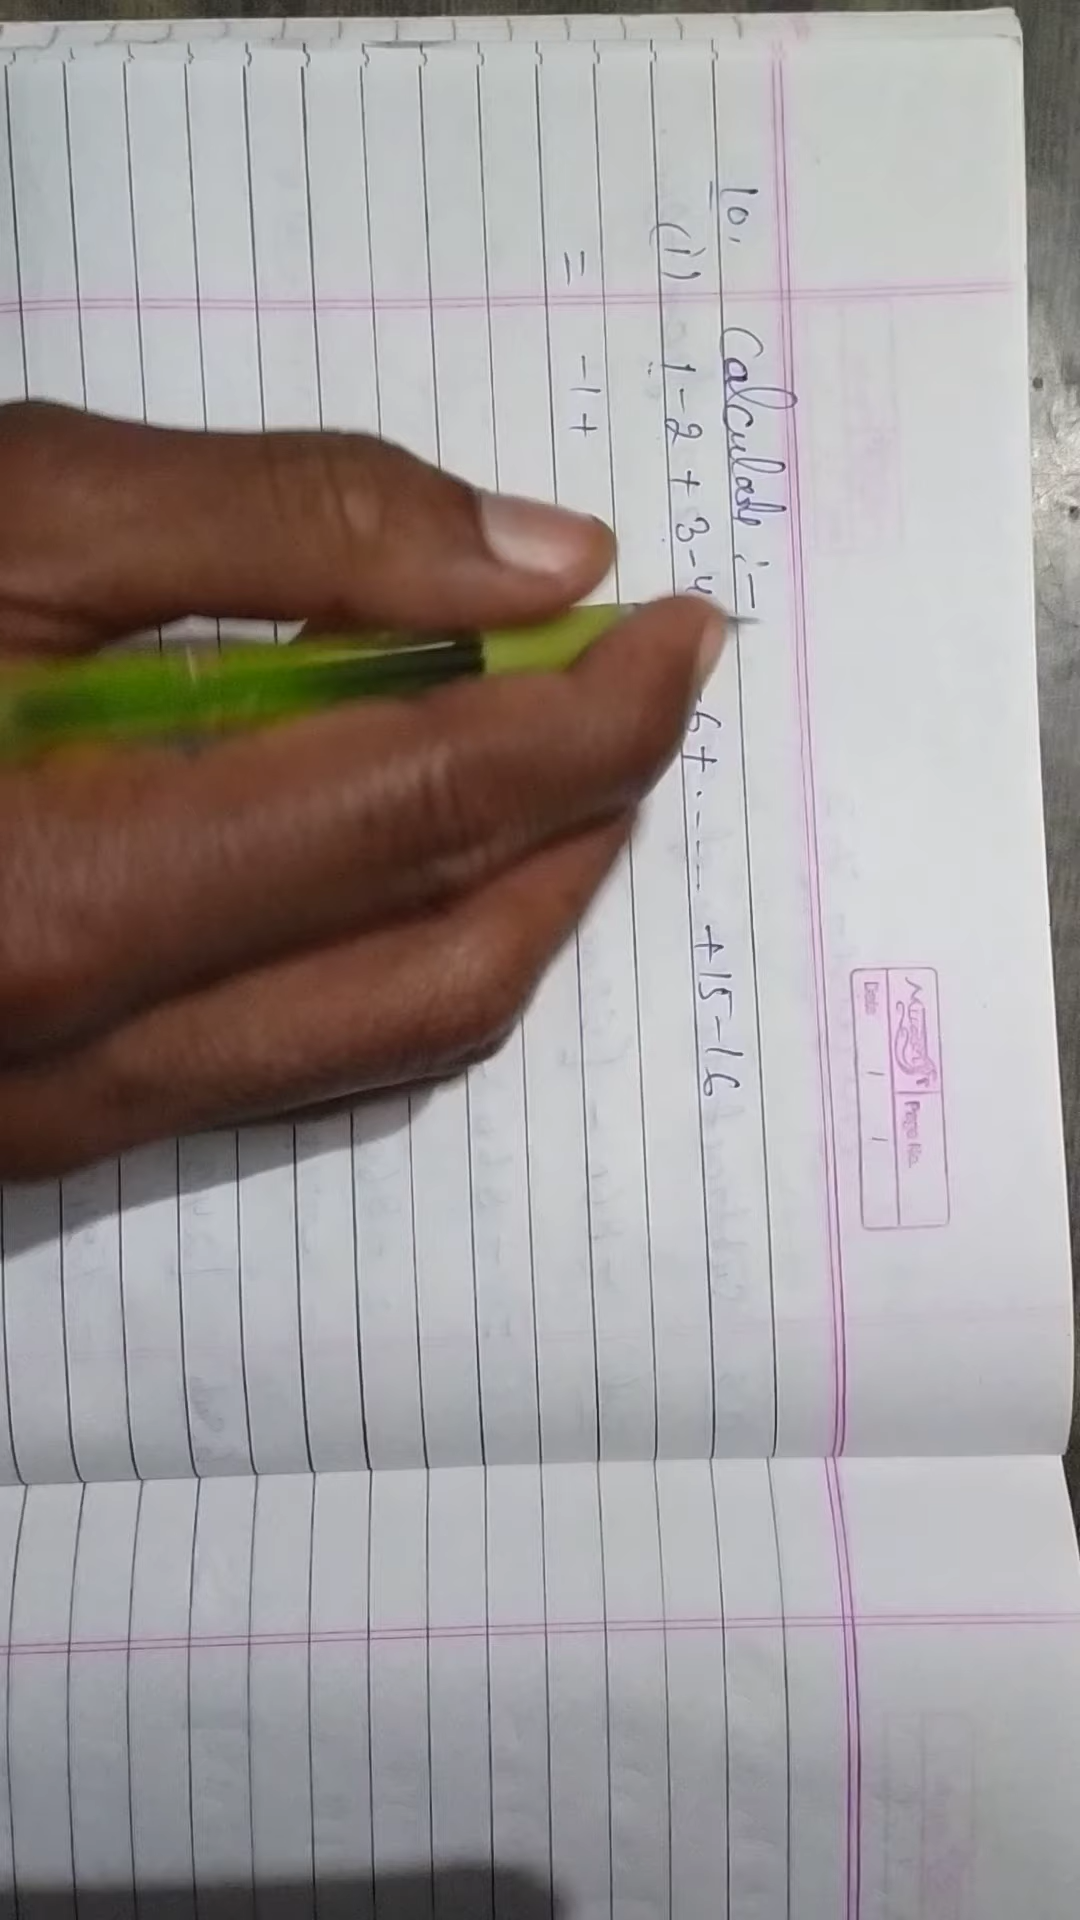 Page No.
Date / /
10. Calculate :-
(i) 1-2+3-4 6+...... +15-16
= -1+